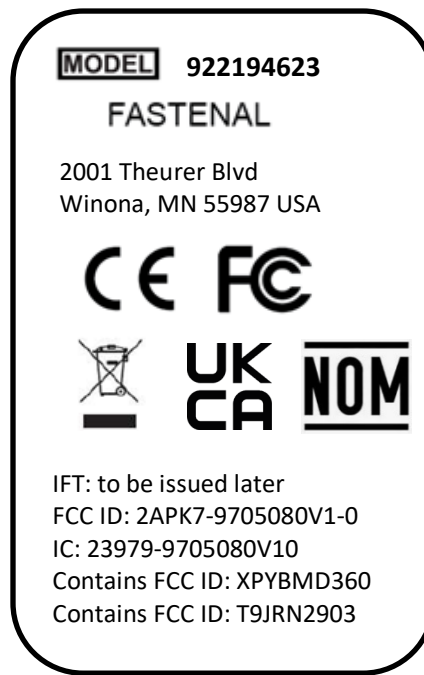 MODEL 922194623
FASTENAL
2001 Theurer Blvd
Winona, MN 55987 USA
CE FC
UK
CA
NOM
IFT: to be issued later
FCC ID: 2APK7-9705080V1-0
IC: 23979-9705080V10
Contains FCC ID: XPYBMD360
Contains FCC ID: T9JRN2903